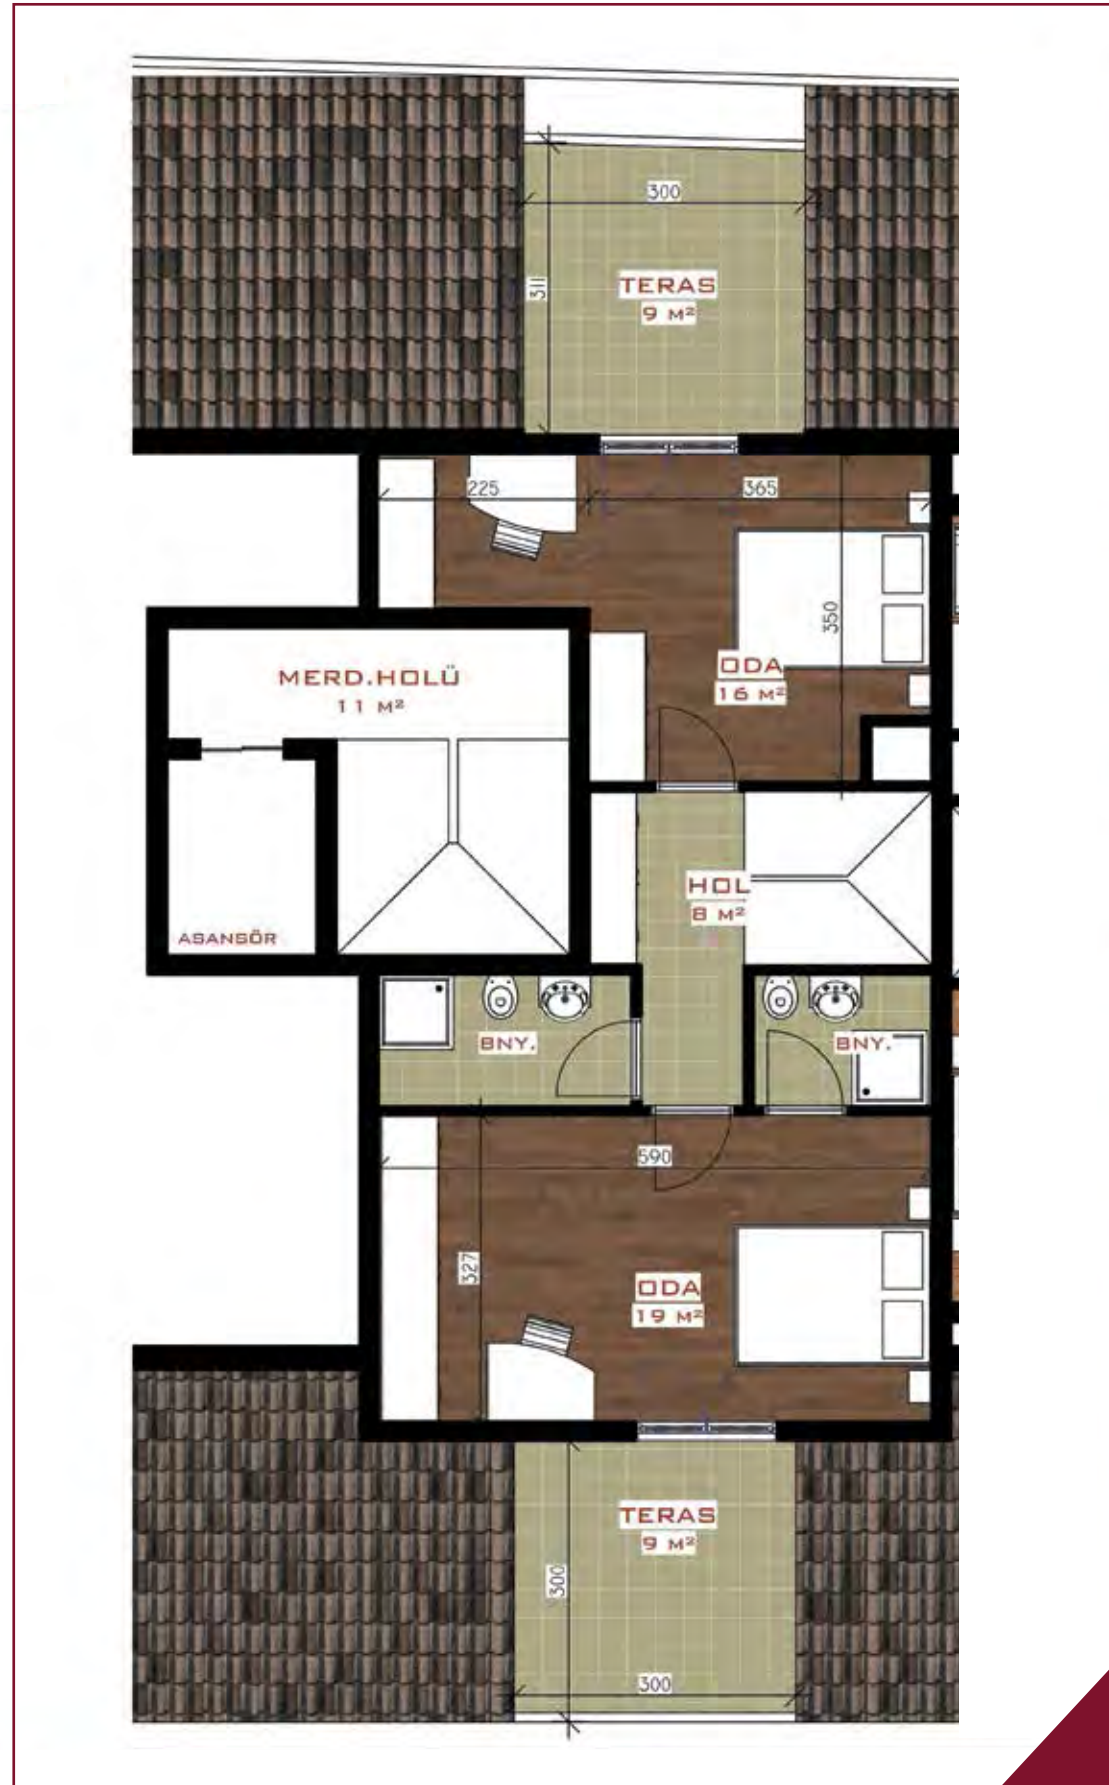 300
311
TERAS
9 M²
225
365
350
ODA
16 M²
MERD.HOLÜ
11 M²
HOL
8 M²
ASANSÖR
BNY.
BNY.
590
327
ODA
19 M²
TERAS
9 M²
300
300